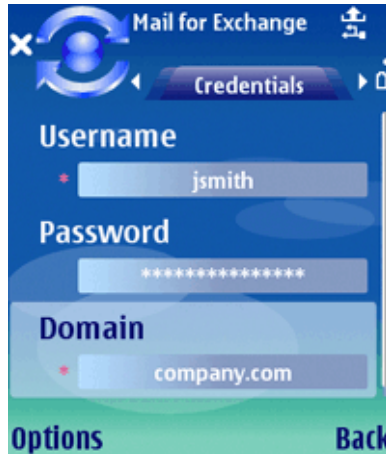 Mail for Exchange
Credentials
Username
* jsmith
Password
***************
Domain
* company.com
Options Back